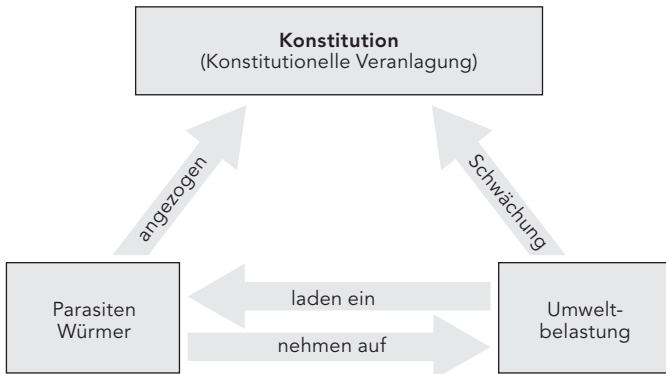 Konstitution
(Konstitutionelle Veranlagung)
angezogen
Schwächung
Parasiten
Würmer
laden ein
nehmen auf
Umwelt-
belastung